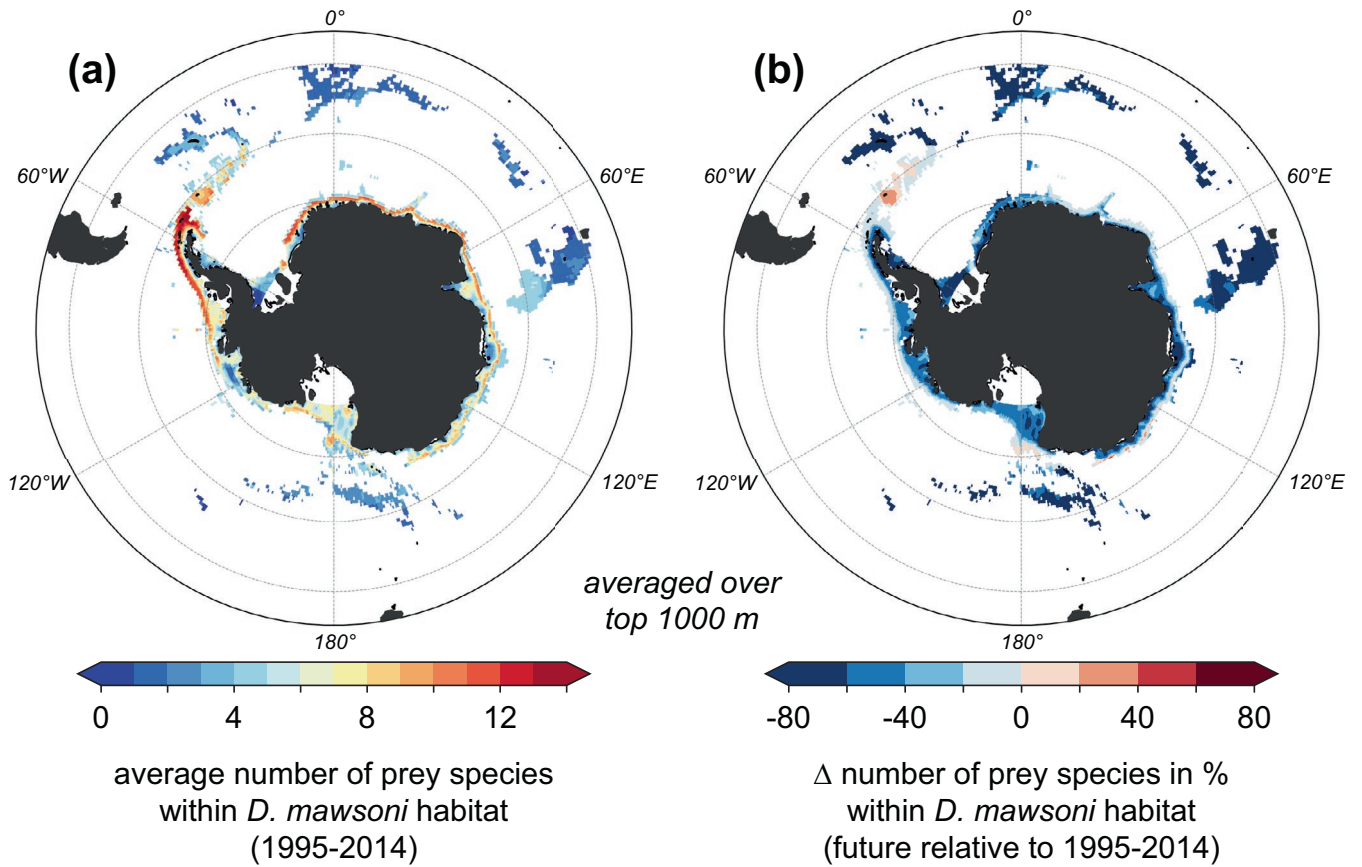 (a)
0°
60°E
120°E
180°
120°W
60°W
0
4
8
12
average number of prey species
within D. mawsoni habitat
(1995-2014)
averaged over
top 1000 m
(b)
0°
60°E
120°E
180°
120°W
60°W
-80
-40
0
40
80
Δ number of prey species in %
within D. mawsoni habitat
(future relative to 1995-2014)